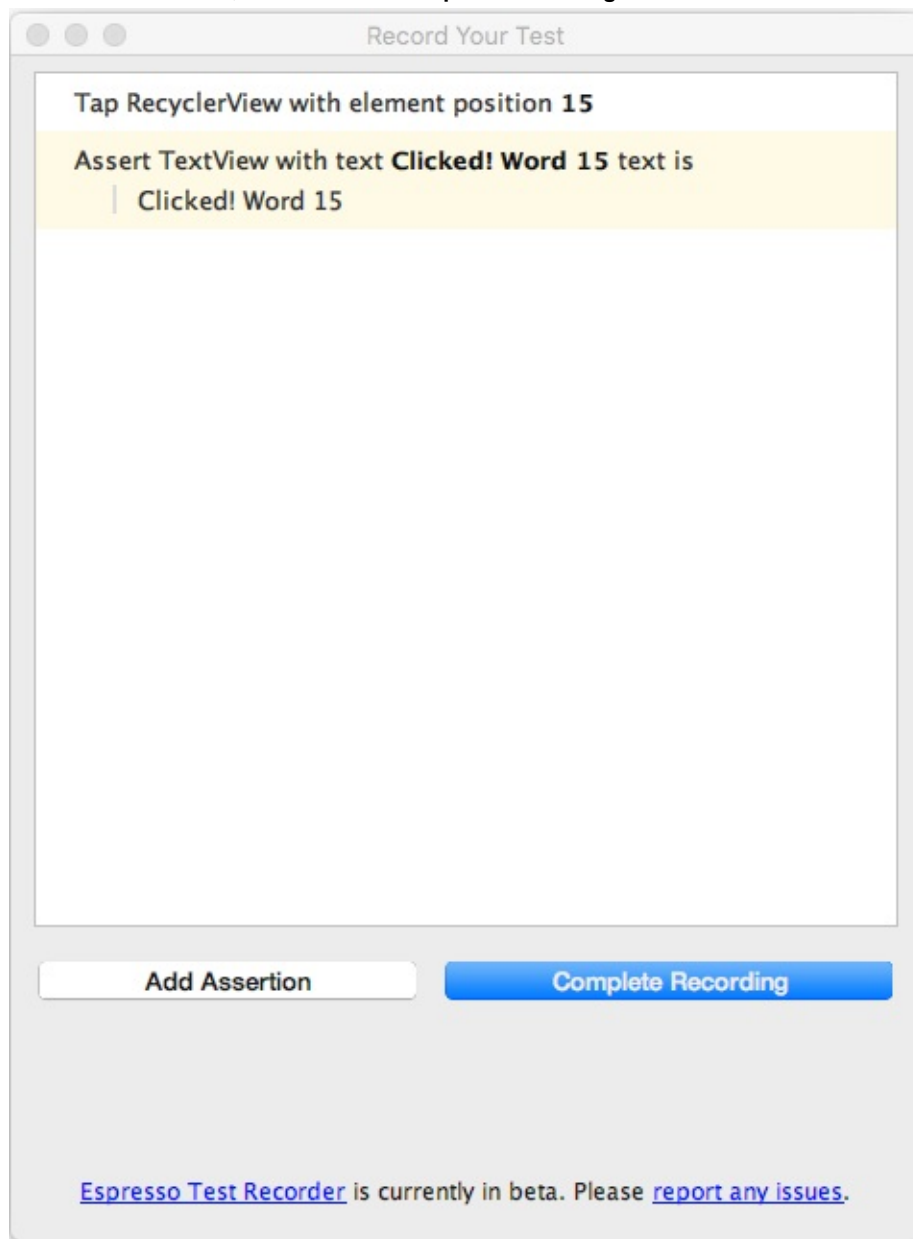 Record Your Test
Tap RecyclerView with element position 15
Assert TextView with text Clicked! Word 15 text is
Clicked! Word 15
Add Assertion
Complete Recording
Espresso Test Recorder is currently in beta. Please report any issues.